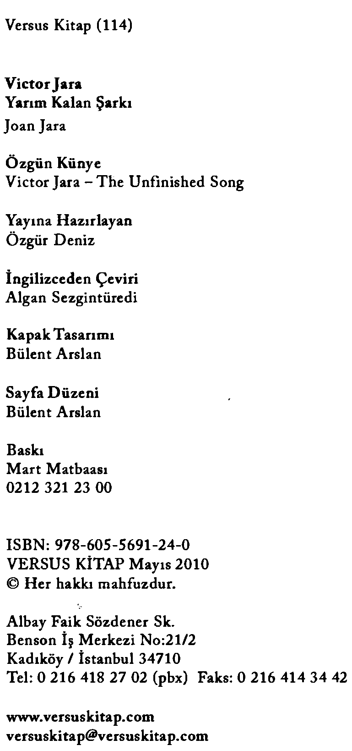 Versus Kitap (114)
Victor Jara
Yarım Kalan Şarkı
Joan Jara
Özgün Künye
Victor Jara – The Unfinished Song
Yayına Hazırlayan
Özgür Deniz
İngilizceden Çeviri
Algan Sezgintüredi
Kapak Tasarımı
Bülent Arslan
Sayfa Düzeni
Bülent Arslan
Baskı
Mart Matbaası
0212 321 23 00
ISBN: 978-605-5691-24-0
VERSUS KİTAP Mayıs 2010
© Her hakkı mahfuzdur.
Albay Faik Sözdener Sk.
Benson İş Merkezi No:21/2
Kadıköy / İstanbul 34710
Tel: 0 216 418 27 02 (pbx) Faks: 0 216 414 34 42
www.versuskitap.com
versuskitap@versuskitap.com